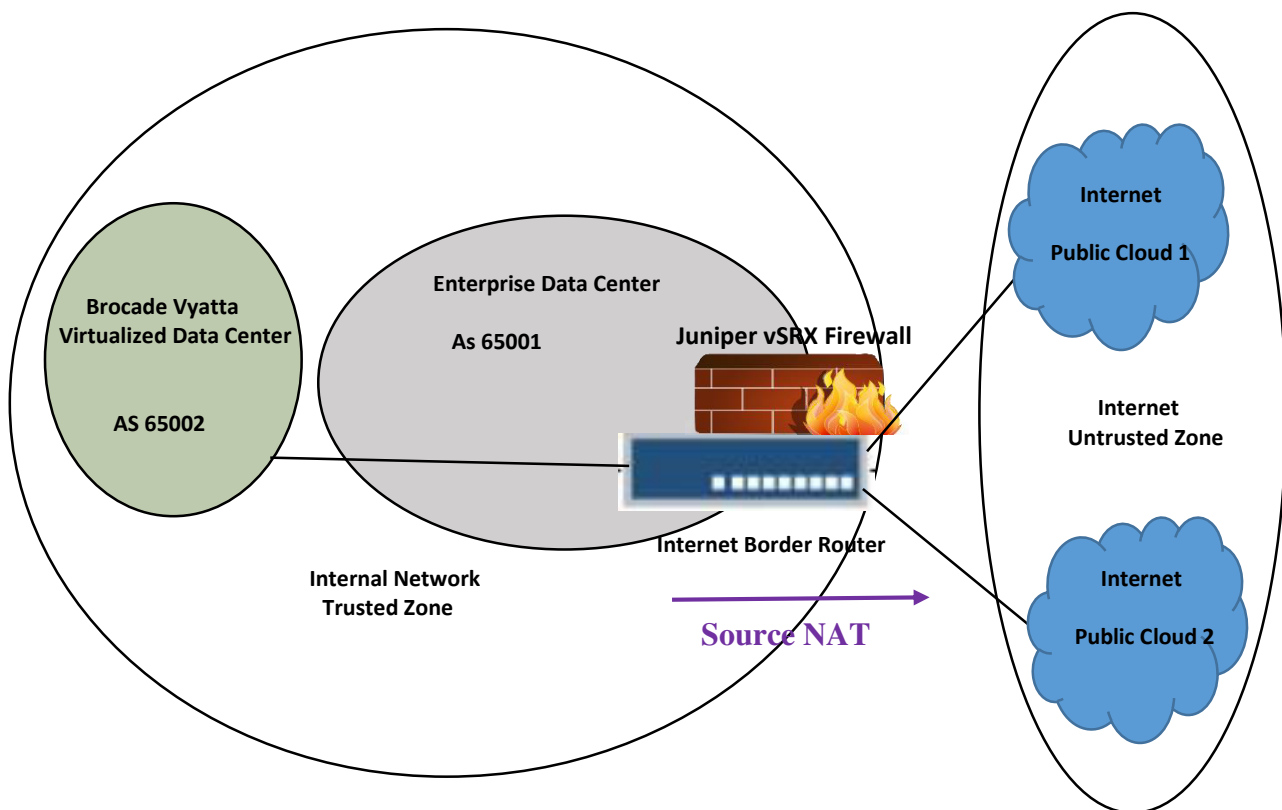 Brocade Vyatta
Virtualized Data Center
AS 65002
Enterprise Data Center
As 65001
Juniper vSRX Firewall
Internet Border Router
Internal Network
Trusted Zone
Source NAT
Internet
Public Cloud 1
Internet
Untrusted Zone
Internet
Public Cloud 2